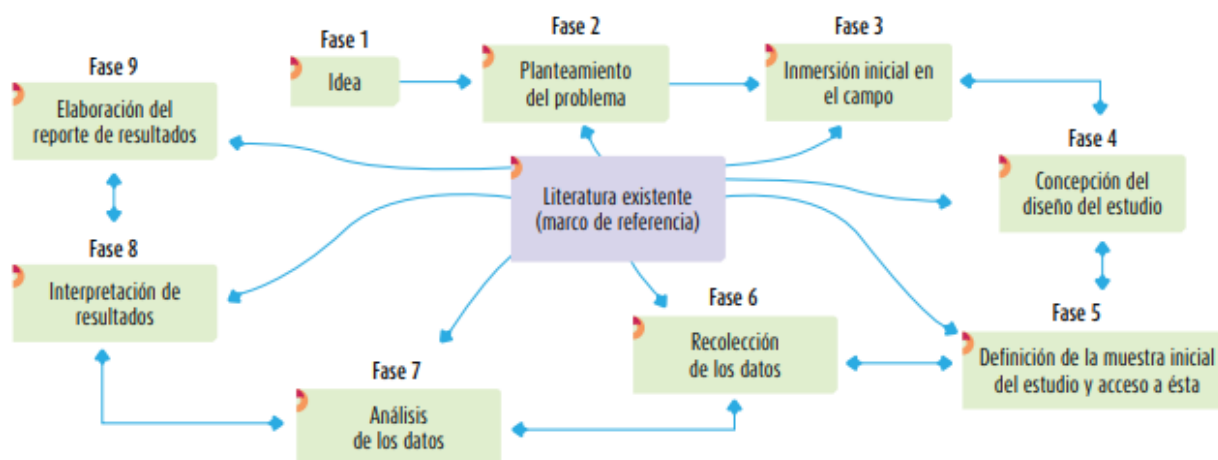 Fase 1
Idea
Fase 2
Planteamiento
del problema
Fase 3
Inmersión inicial en
el campo
Fase 4
Concepción del
diseño del estudio
Fase 5
Definición de la muestra inicial
del estudio y acceso a ésta
Fase 6
Recolección
de los datos
Fase 7
Análisis
de los datos
Fase 8
Interpretación de
resultados
Fase 9
Elaboración del
reporte de resultados
Literatura existente
(marco de referencia)